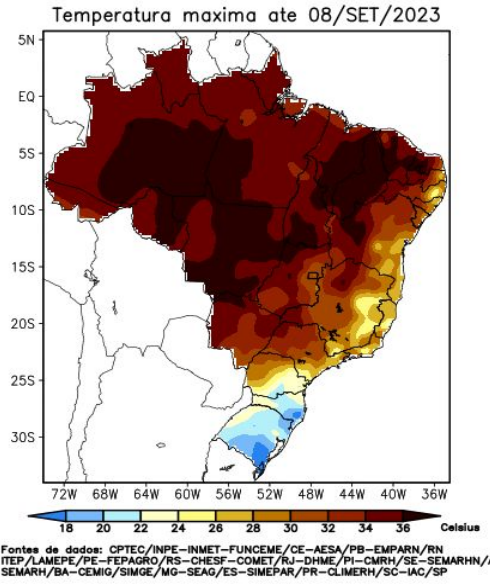 Temperatura maxima ate 08/SET/2023
5N
EQ
5S
10S
15S
20S
25S
30S
72W 68W 64W 60W 56W 52W 48W 44W 40W 36W
18 20 22 24 26 28 30 32 34 36 Celsius
Fontes de dados: CPTEC/INPE-INMET-FUNCEME/CE-AESA/PB-EMPARN/RN
ITEP/LAMEPE/PE-FEPAGRO/RS-CHESF-COMET/RJ-DHME/PI-CMRH/SE-SEMARHN/A
SEMARH/BA-CEMIG/SIMGE/MG-SEAG/ES-SIMEPAR/PR-CLIMERH/SC-IAC/SP